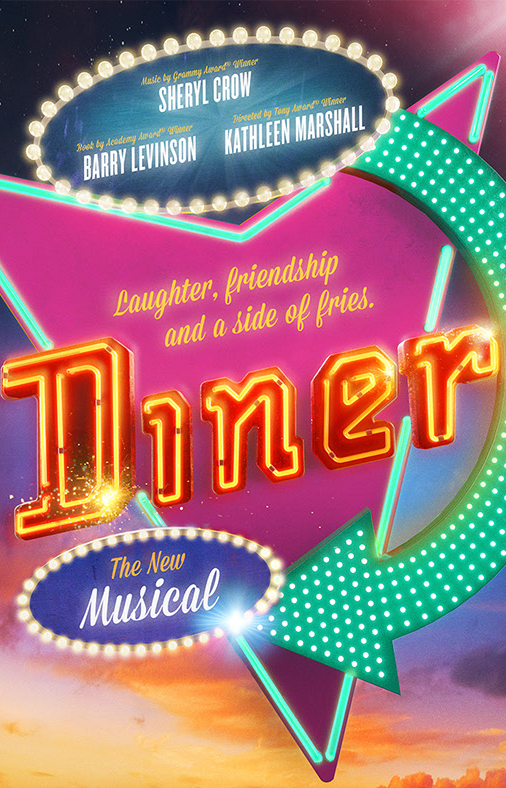 Music by Grammy Award® Winner
SHERYL CROW
Book by Academy Award® Winner
BARRY LEVINSON
Directed by Tony Award® Winner
KATHLEEN MARSHALL
Laughter, friendship
and a side of fries.
Diner
The New
Musical